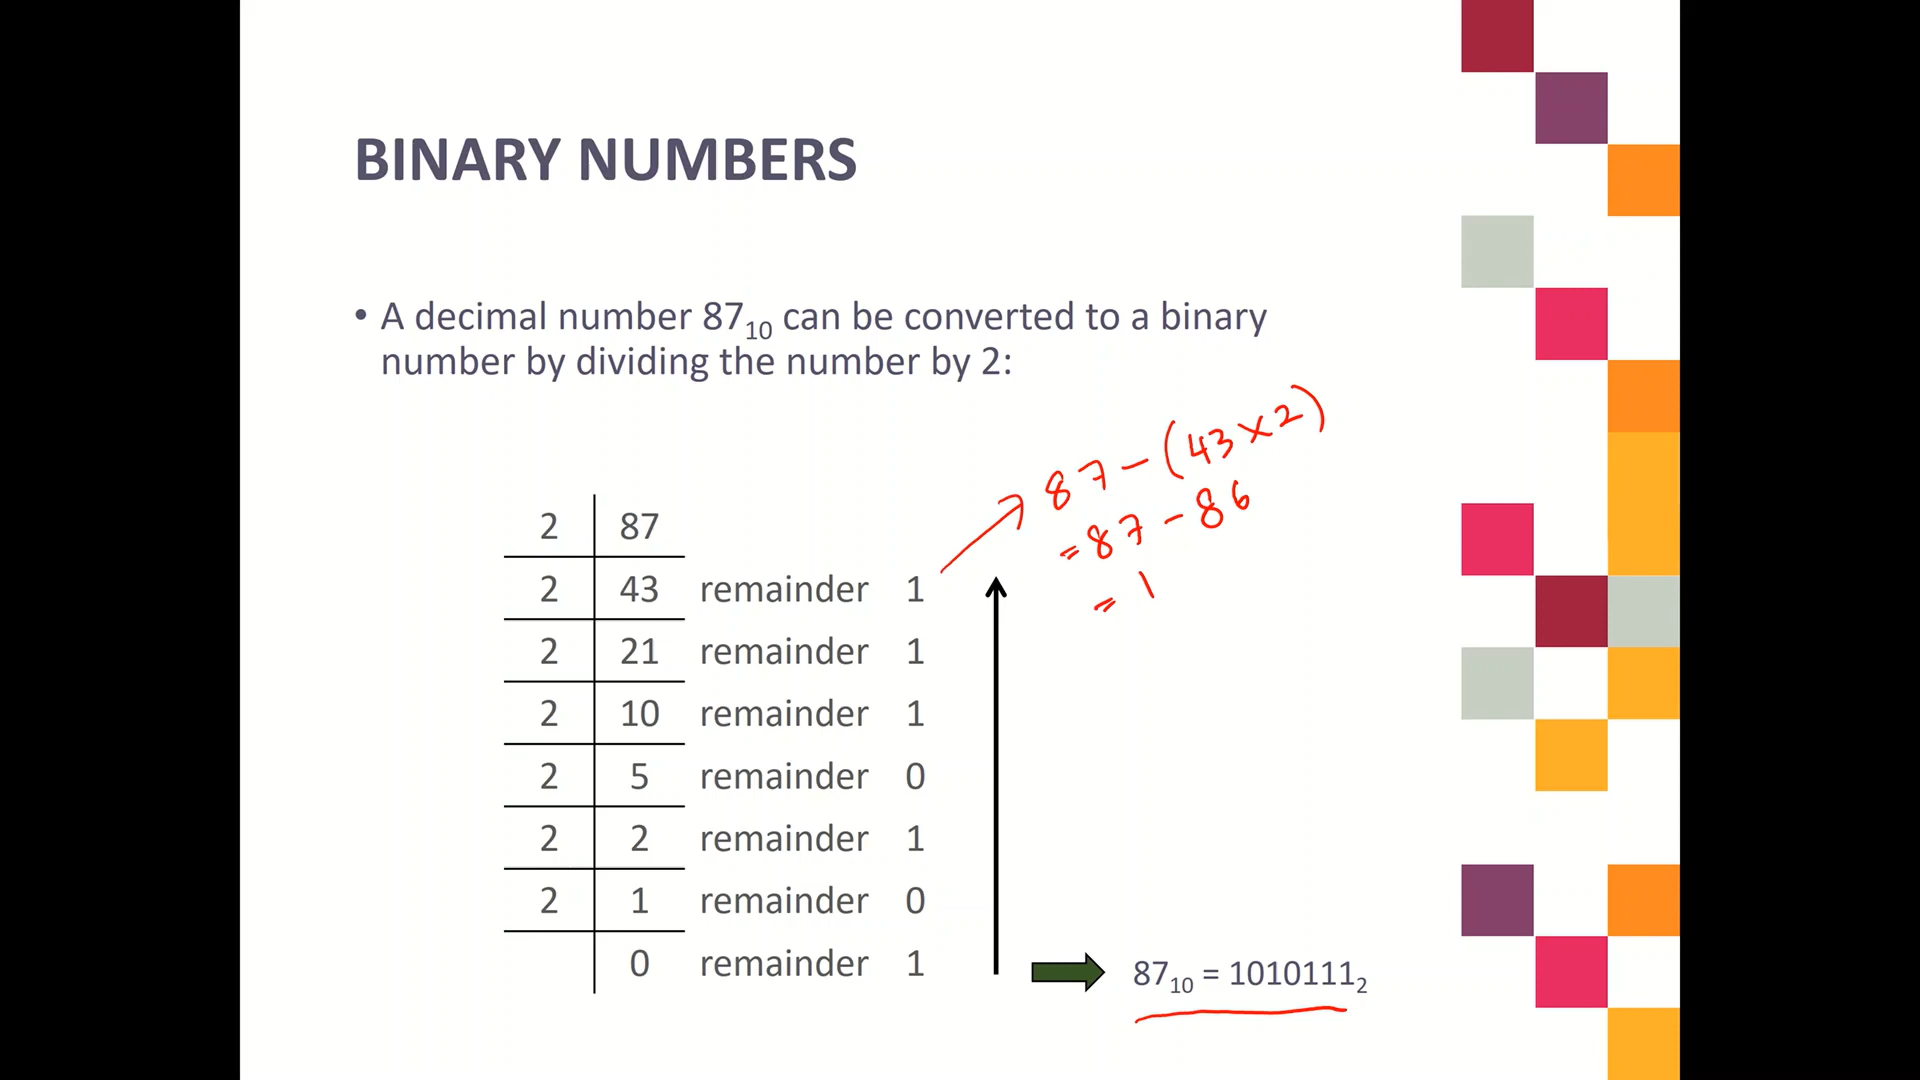 BINARY NUMBERS
• A decimal number 87₁₀ can be converted to a binary
number by dividing the number by 2:
87 - (43 × 2)
= 87 - 86
= 1
2 87
2 43 remainder 1
2 21 remainder 1
2 10 remainder 1
2 5 remainder 0
2 2 remainder 1
2 1 remainder 0
0 remainder 1
87₁₀ = 1010111₂